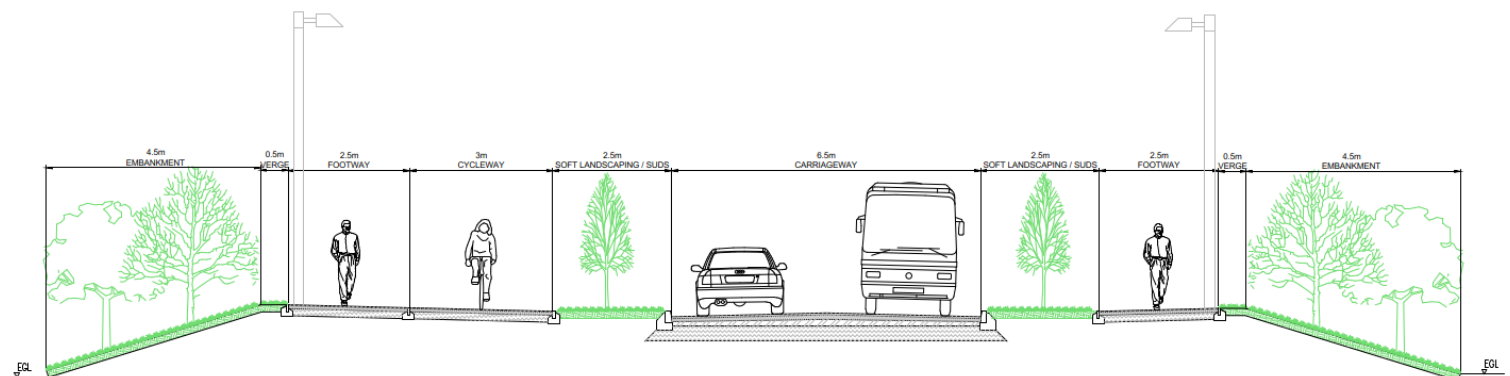 4.5m
EMBANKMENT
0.5m
VERGE
2.5m
FOOTWAY
3m
CYCLEWAY
2.5m
SOFT LANDSCAPING / SUDS
6.5m
CARRIAGEWAY
2.5m
SOFT LANDSCAPING / SUDS
2.5m
FOOTWAY
0.5m
VERGE
4.5m
EMBANKMENT
EGL
EGL